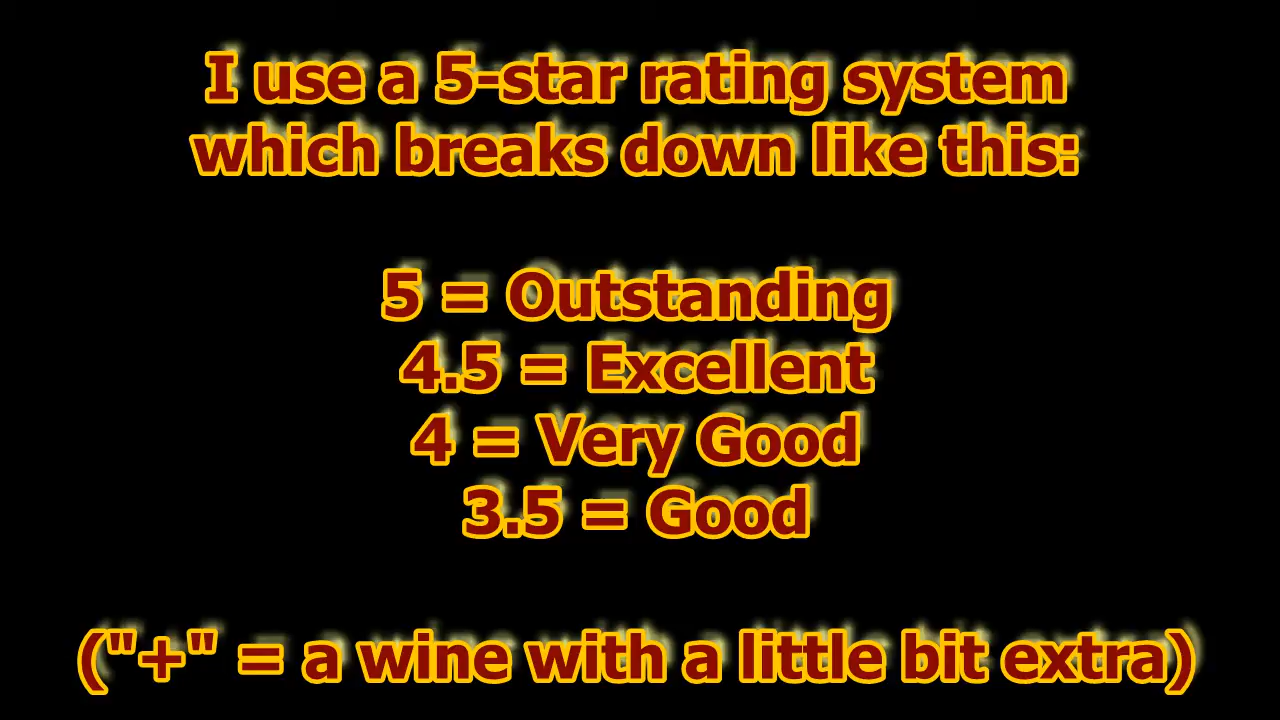 I use a 5-star rating system
which breaks down like this:
5 = Outstanding
4.5 = Excellent
4 = Very Good
3.5 = Good
("+" = a wine with a little bit extra)